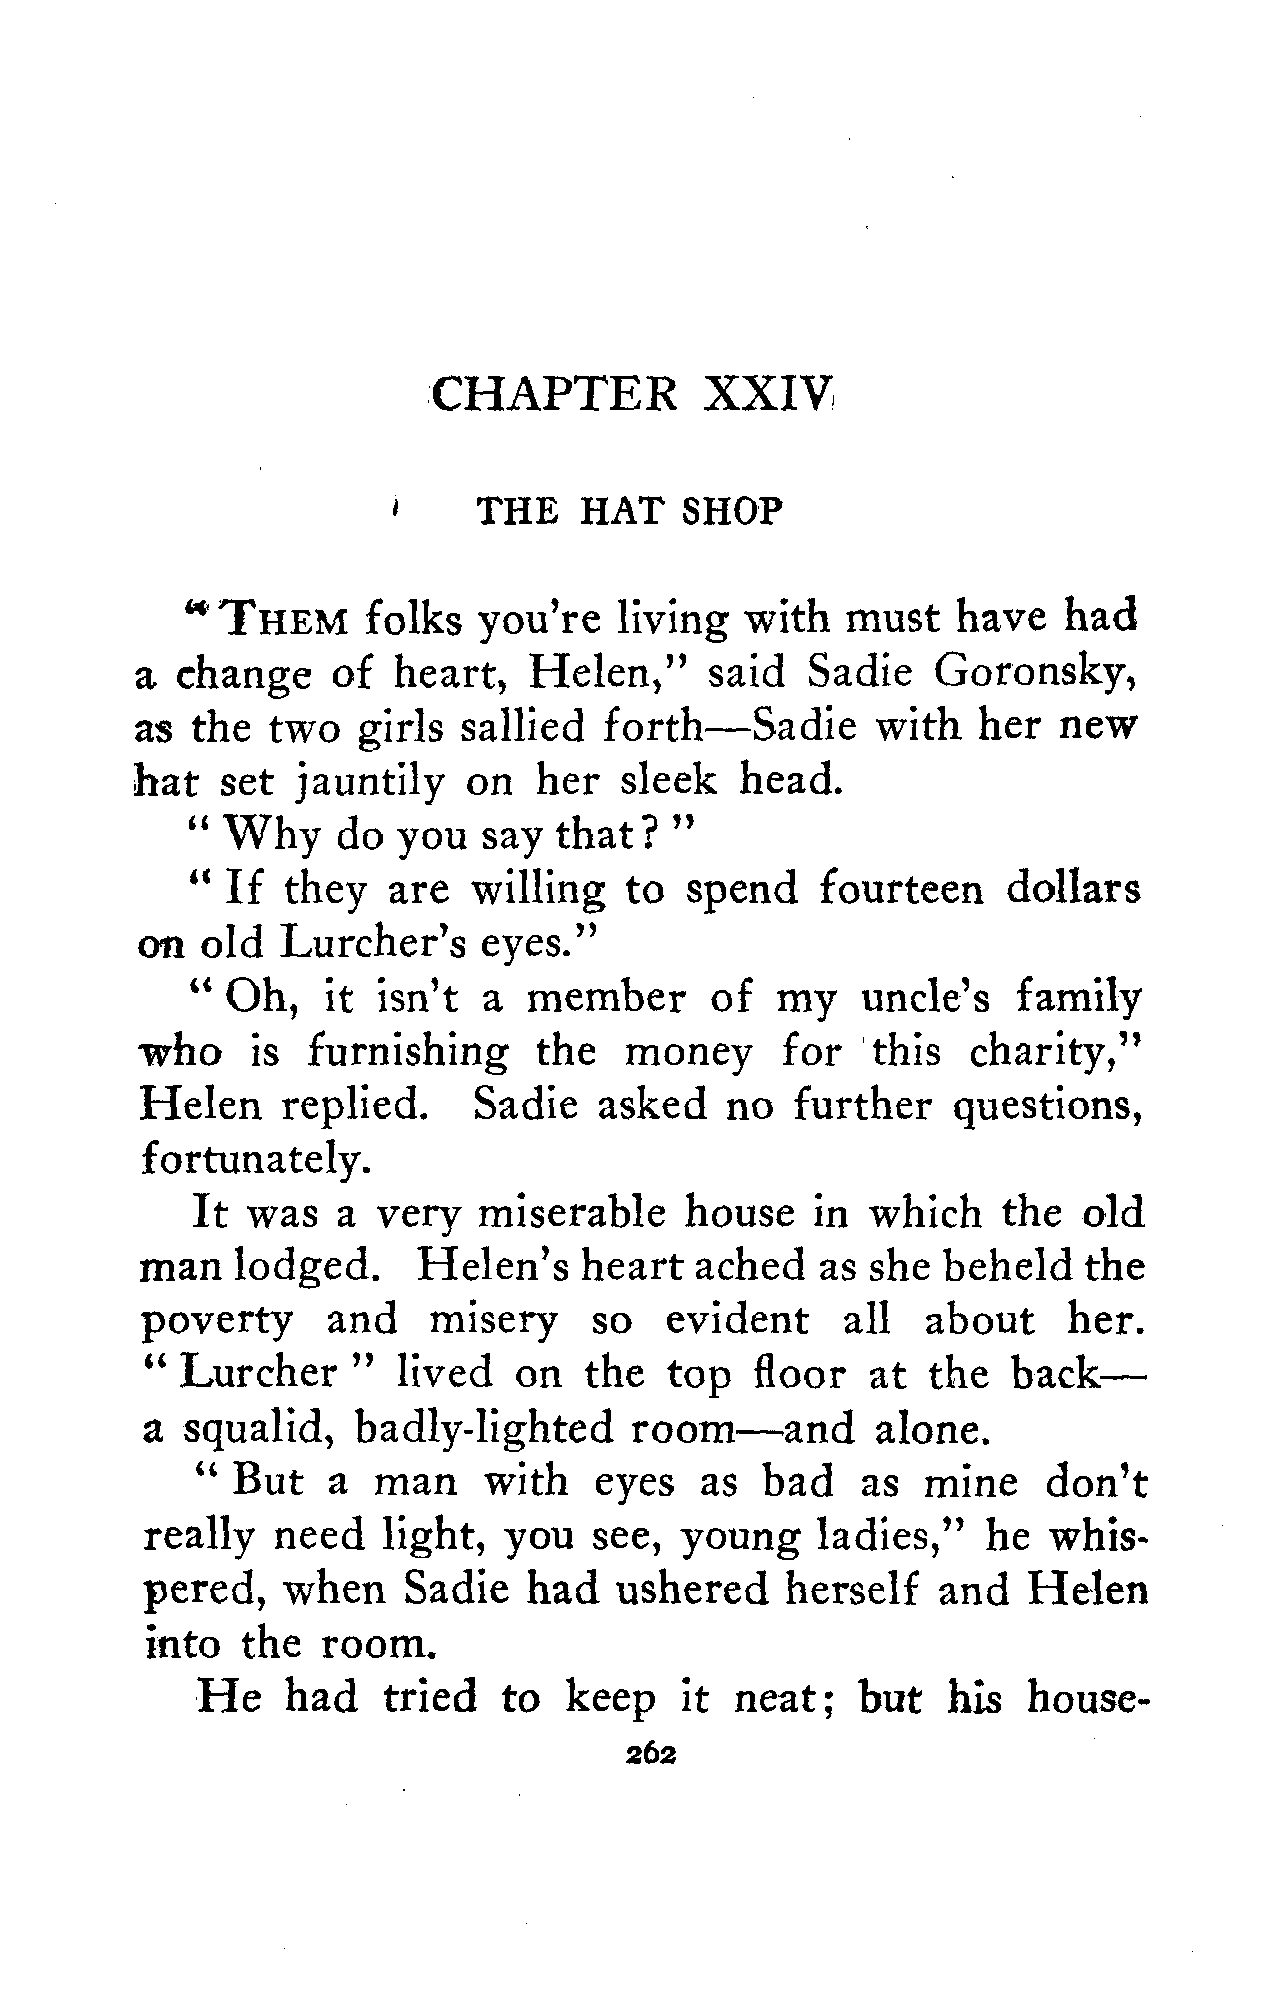 CHAPTER XXIV
THE HAT SHOP
"THEM folks you're living with must have had
a change of heart, Helen," said Sadie Goronsky,
as the two girls sallied forth—Sadie with her new
hat set jauntily on her sleek head.
"Why do you say that?"
"If they are willing to spend fourteen dollars
on old Lurcher's eyes."
"Oh, it isn't a member of my uncle's family
who is furnishing the money for this charity,"
Helen replied. Sadie asked no further questions,
fortunately.
It was a very miserable house in which the old
man lodged. Helen's heart ached as she beheld the
poverty and misery so evident all about her.
"Lurcher" lived on the top floor at the back—
a squalid, badly-lighted room—and alone.
"But a man with eyes as bad as mine don't
really need light, you see, young ladies," he whis-
pered, when Sadie had ushered herself and Helen
into the room.
He had tried to keep it neat; but his house-
262